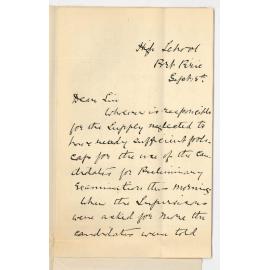 High School
Port Pirie
Sept. 8th
Dear Sir
Whoever is responsible
for the supply neglected to
have ready sufficient fools-
cap for the use of the can-
didates for Preliminary
Examination this morning
When the Supervisors
were asked for more the
candidates were told